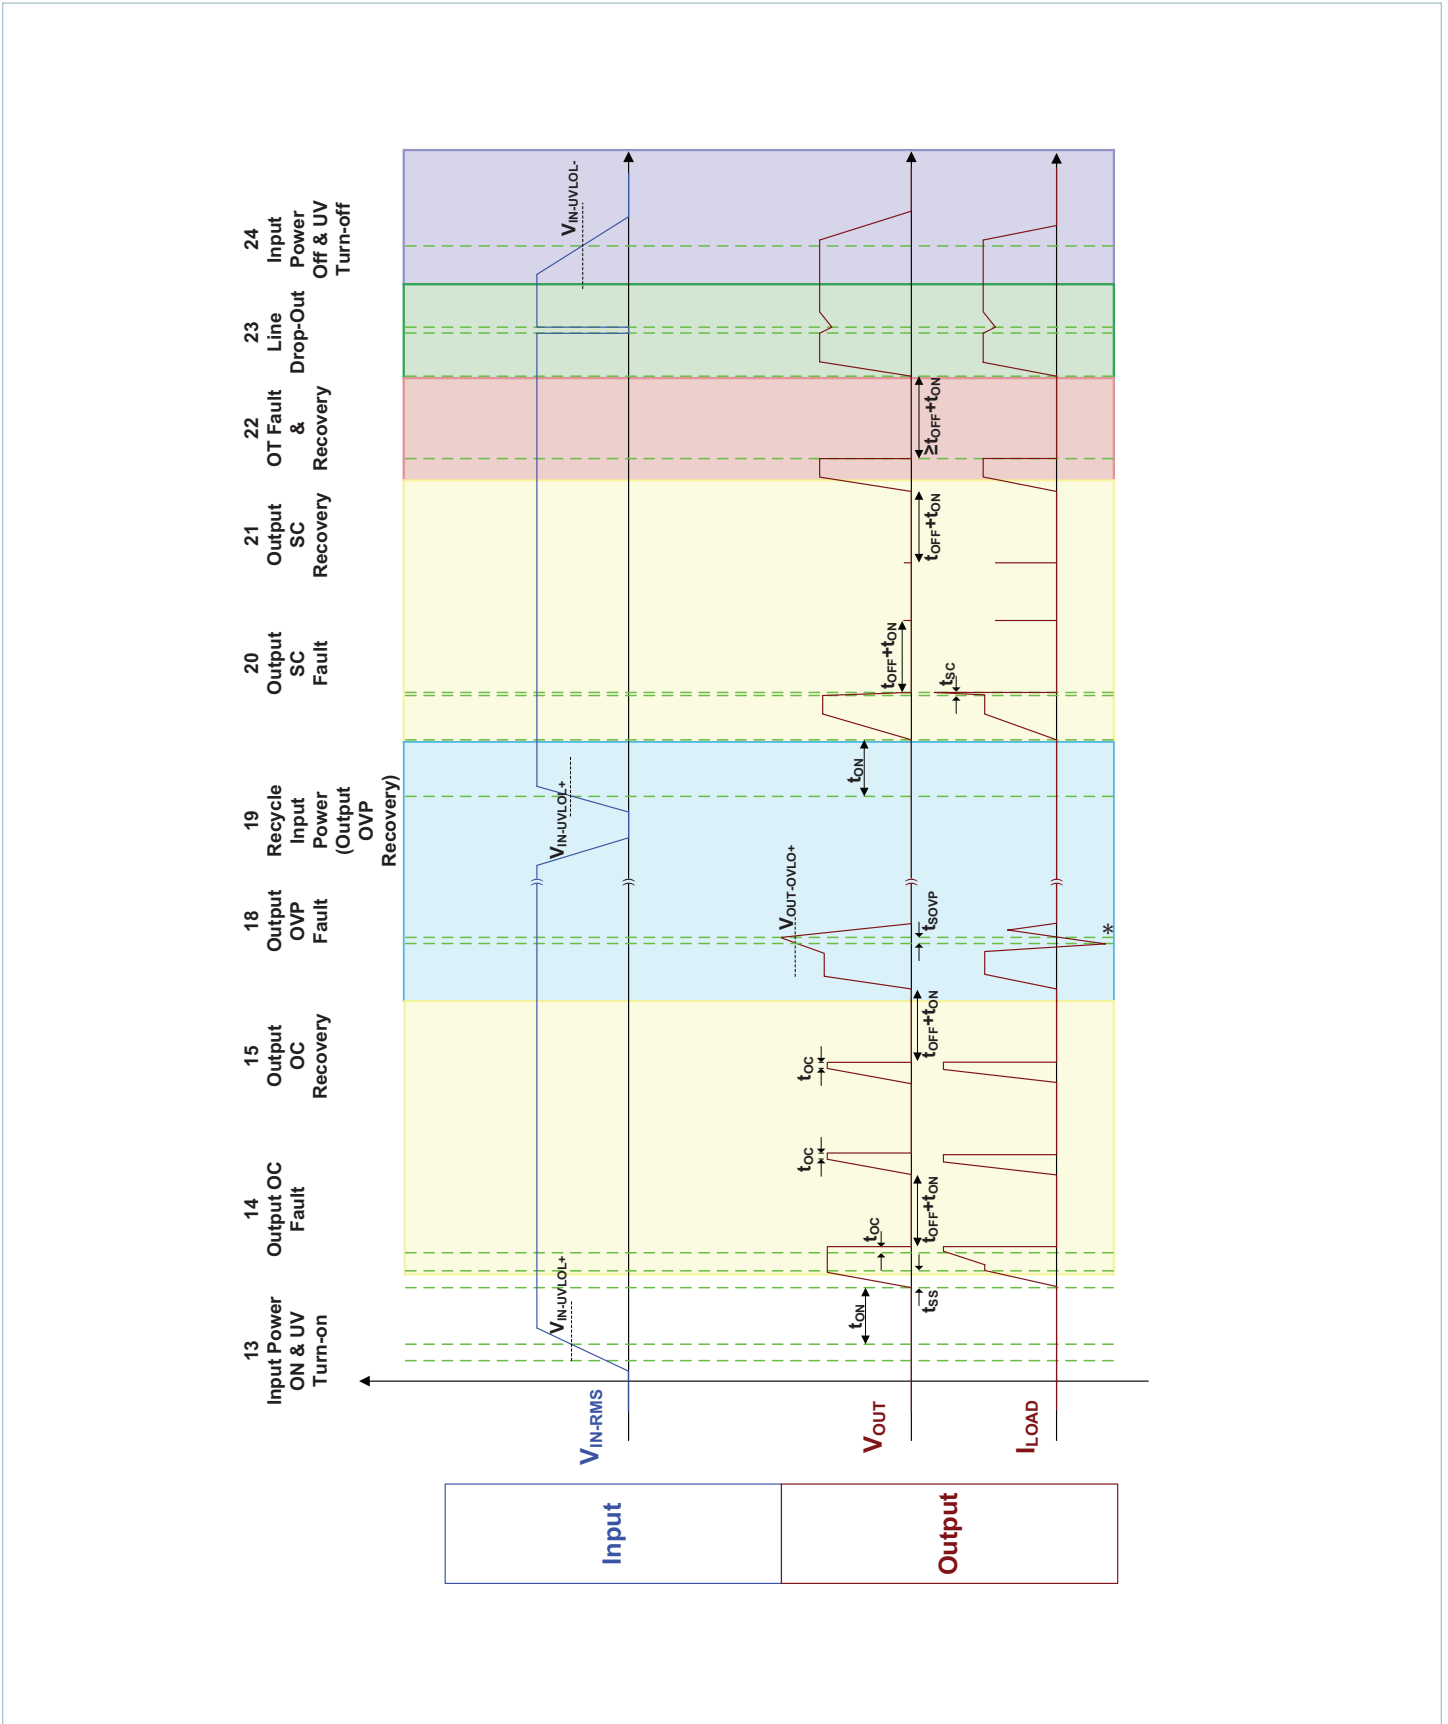 13
Input Power
ON & UV
Turn-on
14
Output OC
Fault
15
Output
OC
Recovery
18
Output
OVP
Fault
19
Recycle
Input
Power
(Output
OVP
Recovery)
20
Output
SC
Fault
21
Output
SC
Recovery
22
OT Fault
&
Recovery
23
Line
Drop-Out
24
Input
Power
Off & UV
Turn-off
Input
VIN-RMS
VIN-UVLOL+
VIN-UVLOL+
VIN-UVLOL-
Output
VOUT
tON
tSS
tOC
tOFF+tON
tOC
tOC
tOFF+tON
VOUT-OVLO+
tSOVP
tON
tOFF+tON
tOFF+tON
≥tOFF+tON
ILOAD
*
tSC